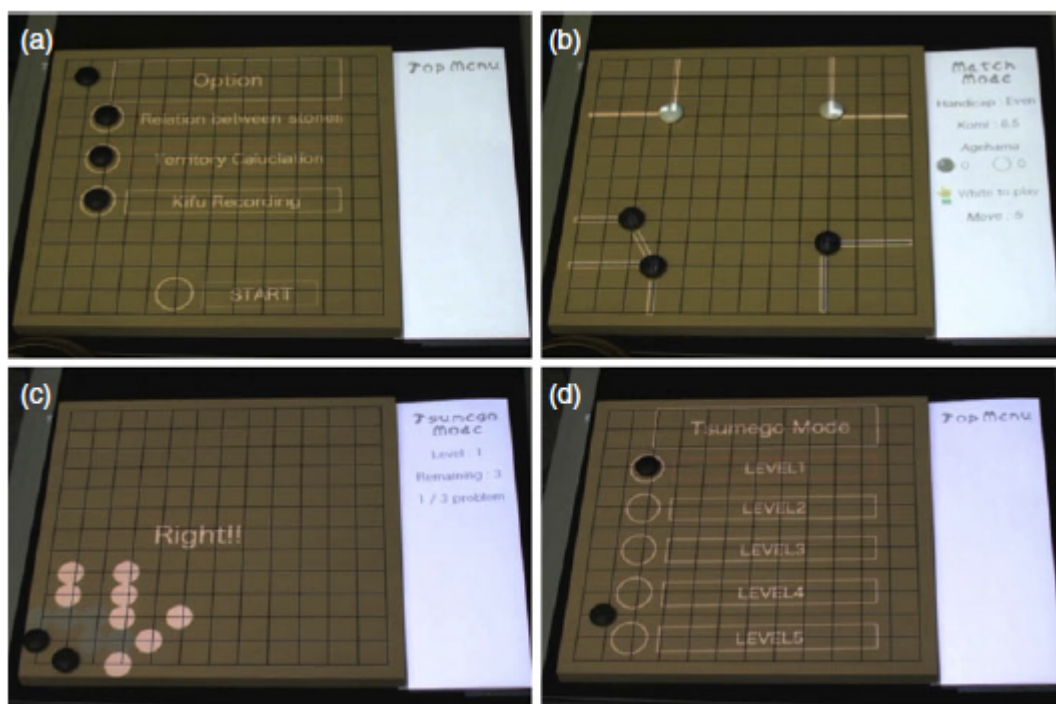 (a)
Option
Relation between stones
Territory Caluclation
Kifu Recording
START
Top Menu
(b)
Match
Mode
Handicap : Even
Komi : 6.5
Agehama
0 0
White to play
Move : 5
(c)
Right!!
Tsumego
Mode
Level : 1
Remaining : 3
1 / 3 problem
(d)
Tsumego Mode
LEVEL1
LEVEL2
LEVEL3
LEVEL4
LEVEL5
Top Menu